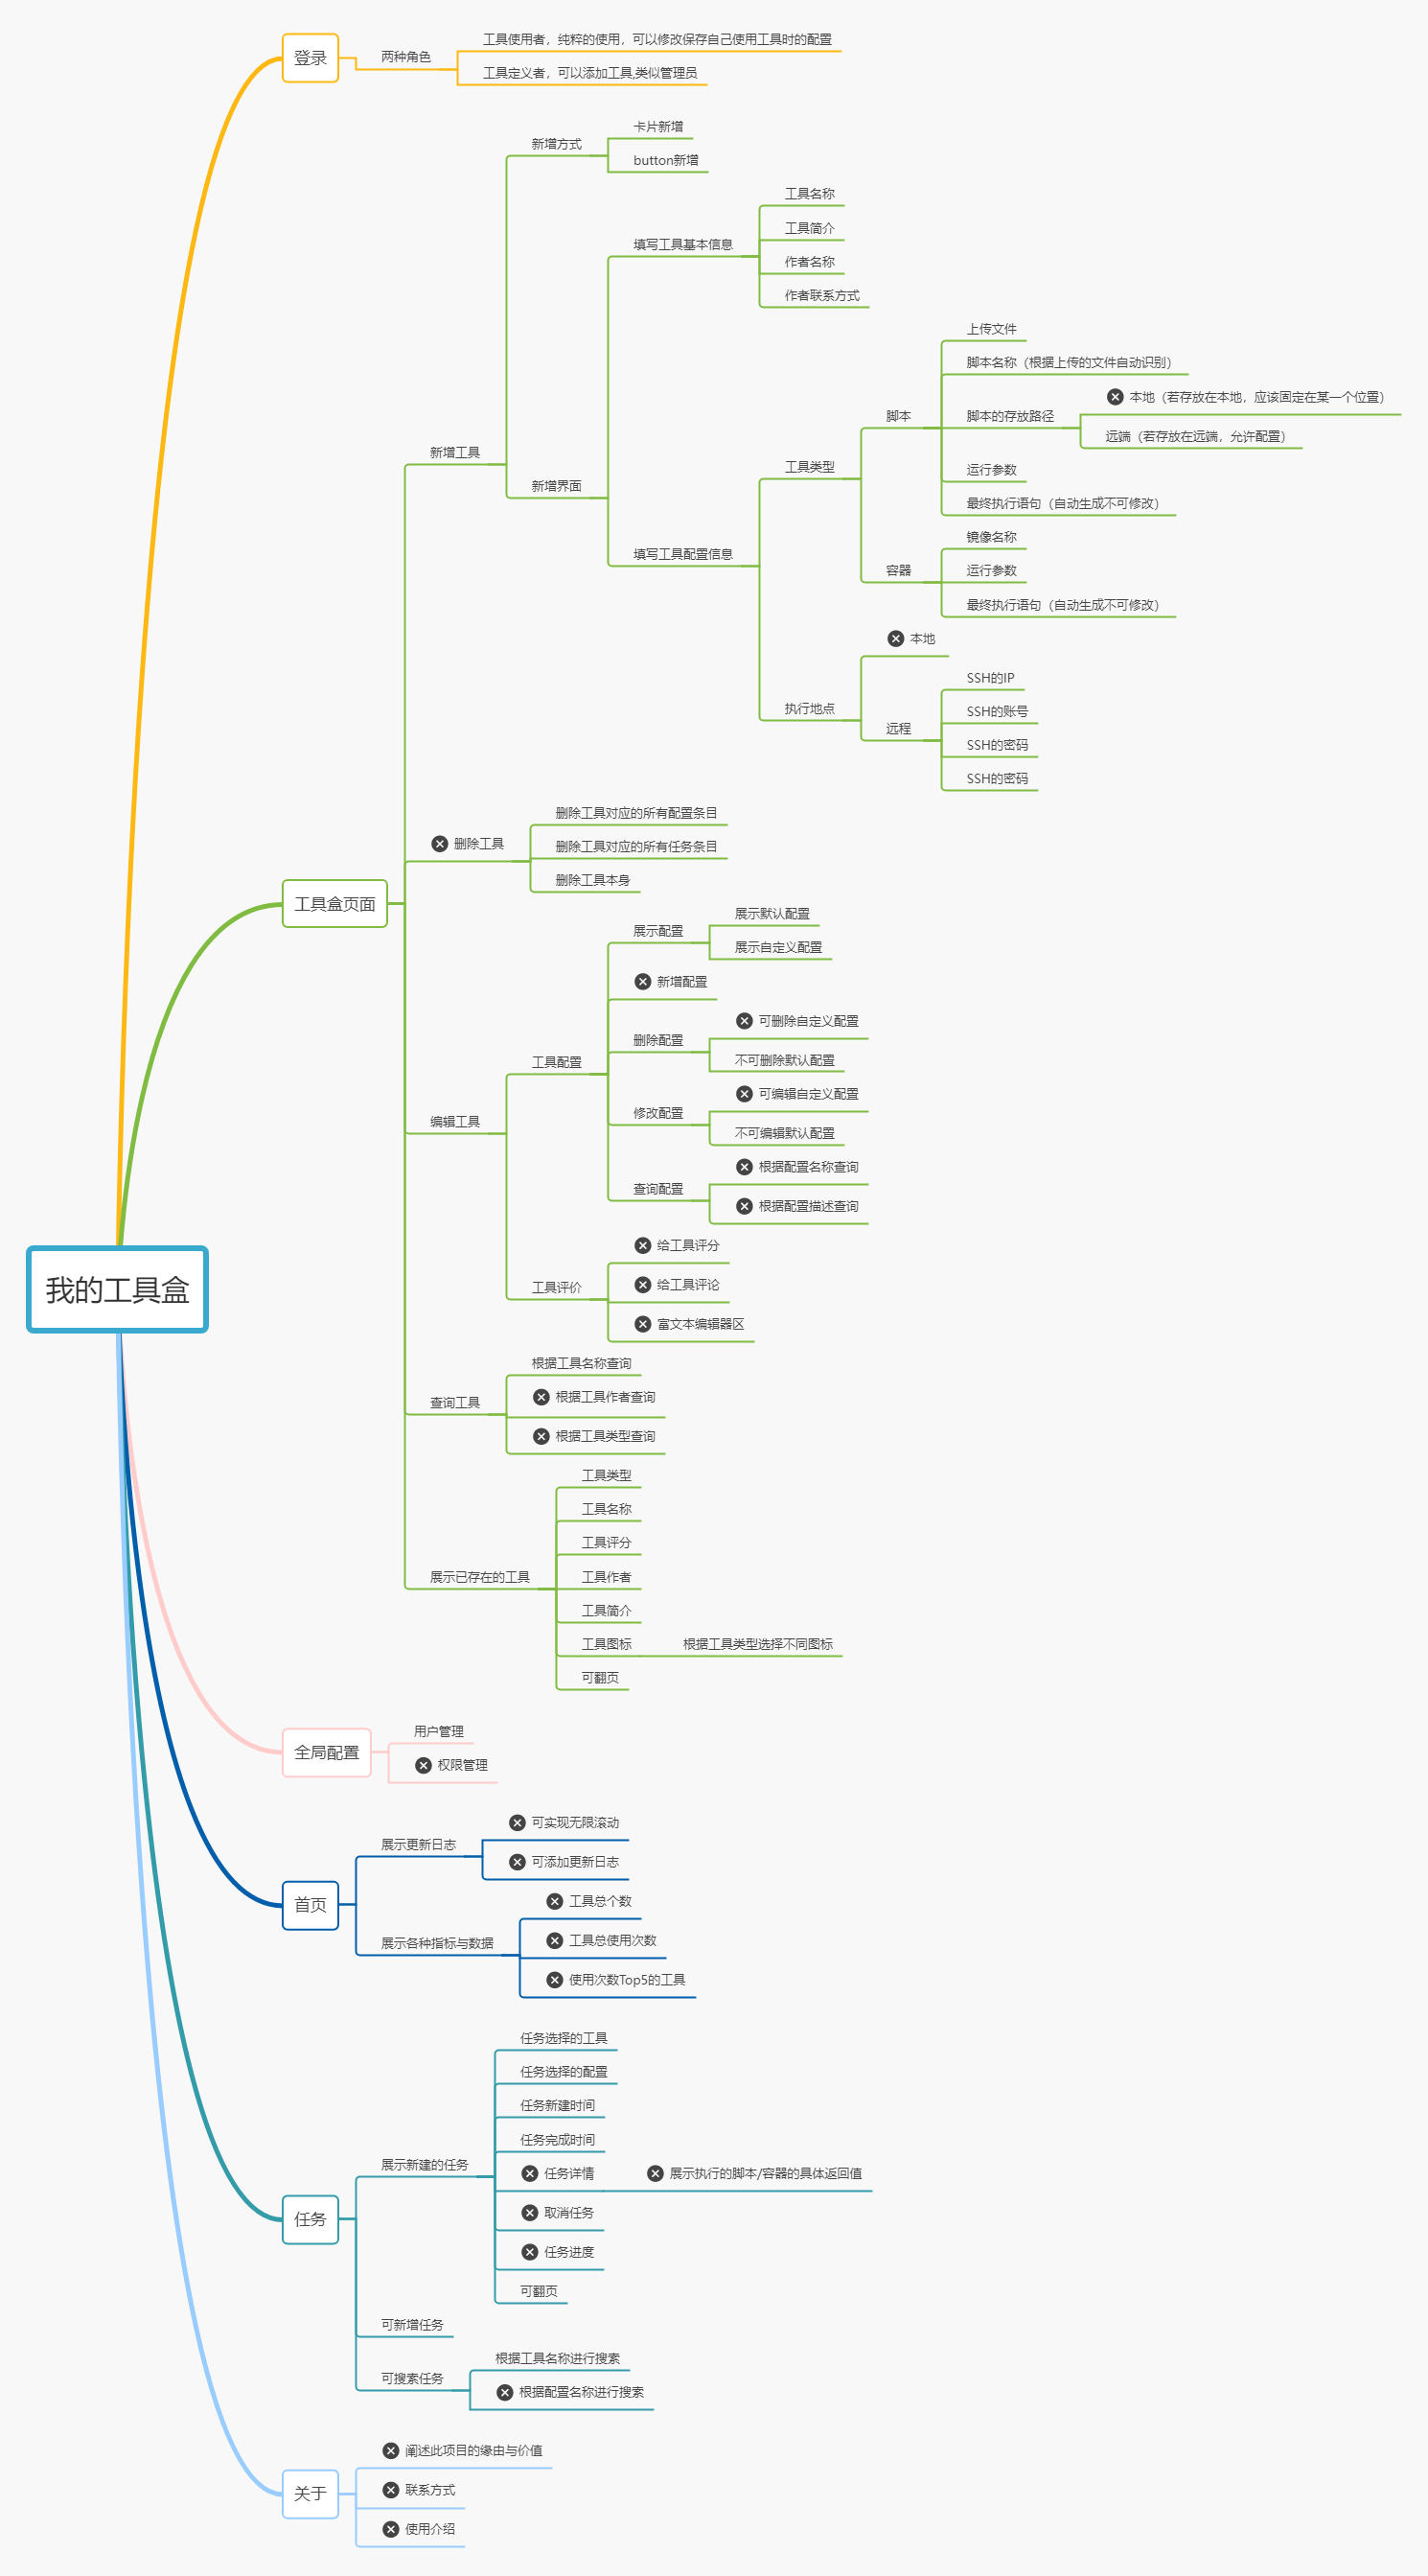 我的工具盒
登录
两种角色
工具使用者，纯粹的使用，可以修改保存自己使用工具时的配置
工具定义者，可以添加工具,类似管理员
工具盒页面
新增工具
新增方式
卡片新增
button新增
新增界面
填写工具基本信息
工具名称
工具简介
作者名称
作者联系方式
填写工具配置信息
工具类型
脚本
上传文件
脚本名称（根据上传的文件自动识别）
脚本的存放路径
本地（若存放在本地，应该固定在某一个位置）
远端（若存放在远端，允许配置）
运行参数
最终执行语句（自动生成不可修改）
容器
镜像名称
运行参数
最终执行语句（自动生成不可修改）
执行地点
本地
远程
SSH的IP
SSH的账号
SSH的密码
SSH的密码
删除工具
删除工具对应的所有配置条目
删除工具对应的所有任务条目
删除工具本身
编辑工具
工具配置
展示配置
展示默认配置
展示自定义配置
新增配置
删除配置
可删除自定义配置
不可删除默认配置
修改配置
可编辑自定义配置
不可编辑默认配置
查询配置
根据配置名称查询
根据配置描述查询
工具评价
给工具评分
给工具评论
富文本编辑器区
查询工具
根据工具名称查询
根据工具作者查询
根据工具类型查询
展示已存在的工具
工具类型
工具名称
工具评分
工具作者
工具简介
工具图标
根据工具类型选择不同图标
可翻页
全局配置
用户管理
权限管理
首页
展示更新日志
可实现无限滚动
可添加更新日志
展示各种指标与数据
工具总个数
工具总使用次数
使用次数Top5的工具
任务
展示新建的任务
任务选择的工具
任务选择的配置
任务新建时间
任务完成时间
任务详情
展示执行的脚本/容器的具体返回值
取消任务
任务进度
可翻页
可新增任务
可搜索任务
根据工具名称进行搜索
根据配置名称进行搜索
关于
阐述此项目的缘由与价值
联系方式
使用介绍